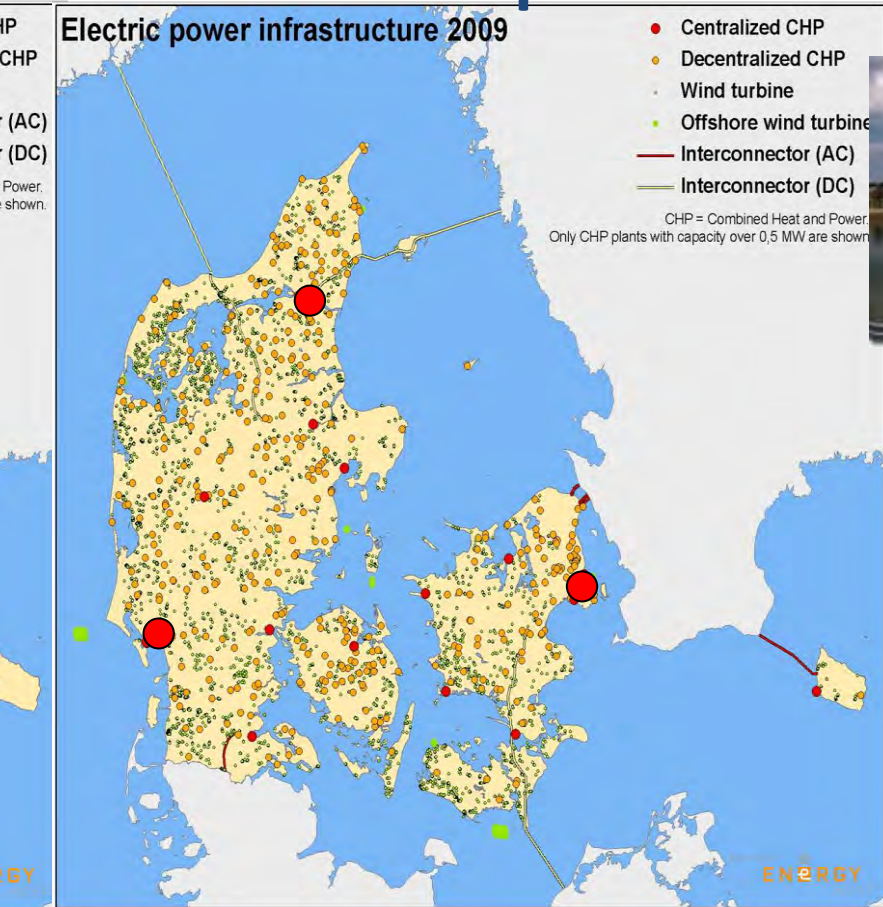 HP
CHP
r (AC)
r (DC)
Power.
e shown.
RGY
Electric power infrastructure 2009
Centralized CHP
Decentralized CHP
Wind turbine
Offshore wind turbine
Interconnector (AC)
Interconnector (DC)
CHP = Combined Heat and Power.
Only CHP plants with capacity over 0,5 MW are shown
ENERGY